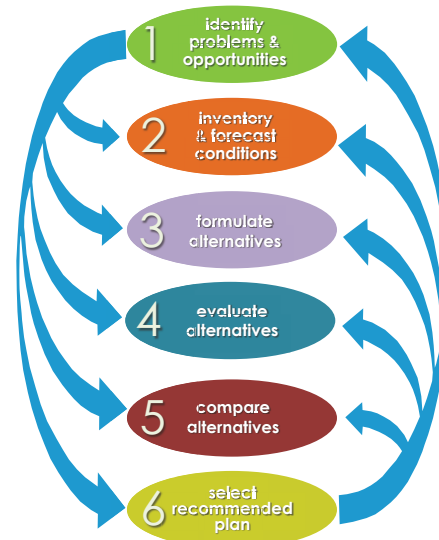 1 identify
problems &
opportunities
2 inventory
& forecast
conditions
3 formulate
alternatives
4 evaluate
alternatives
5 compare
alternatives
6 select
recommended
plan